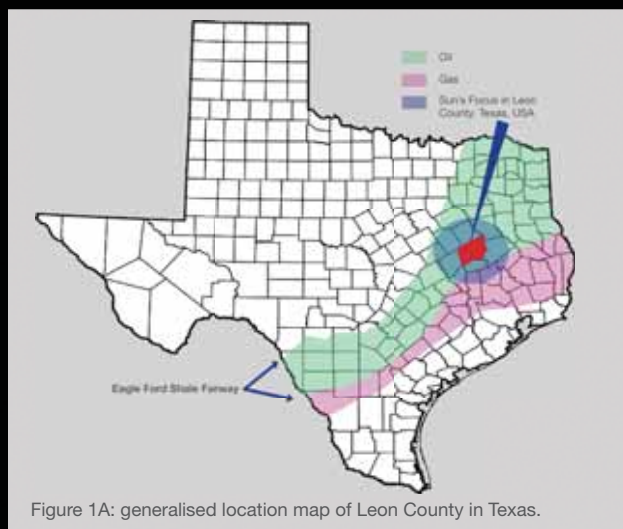 Oil
Gas
Sun's Focus in Leon
County, Texas, USA
Eagle Ford Shale Fairway
Figure 1A: generalised location map of Leon County in Texas.